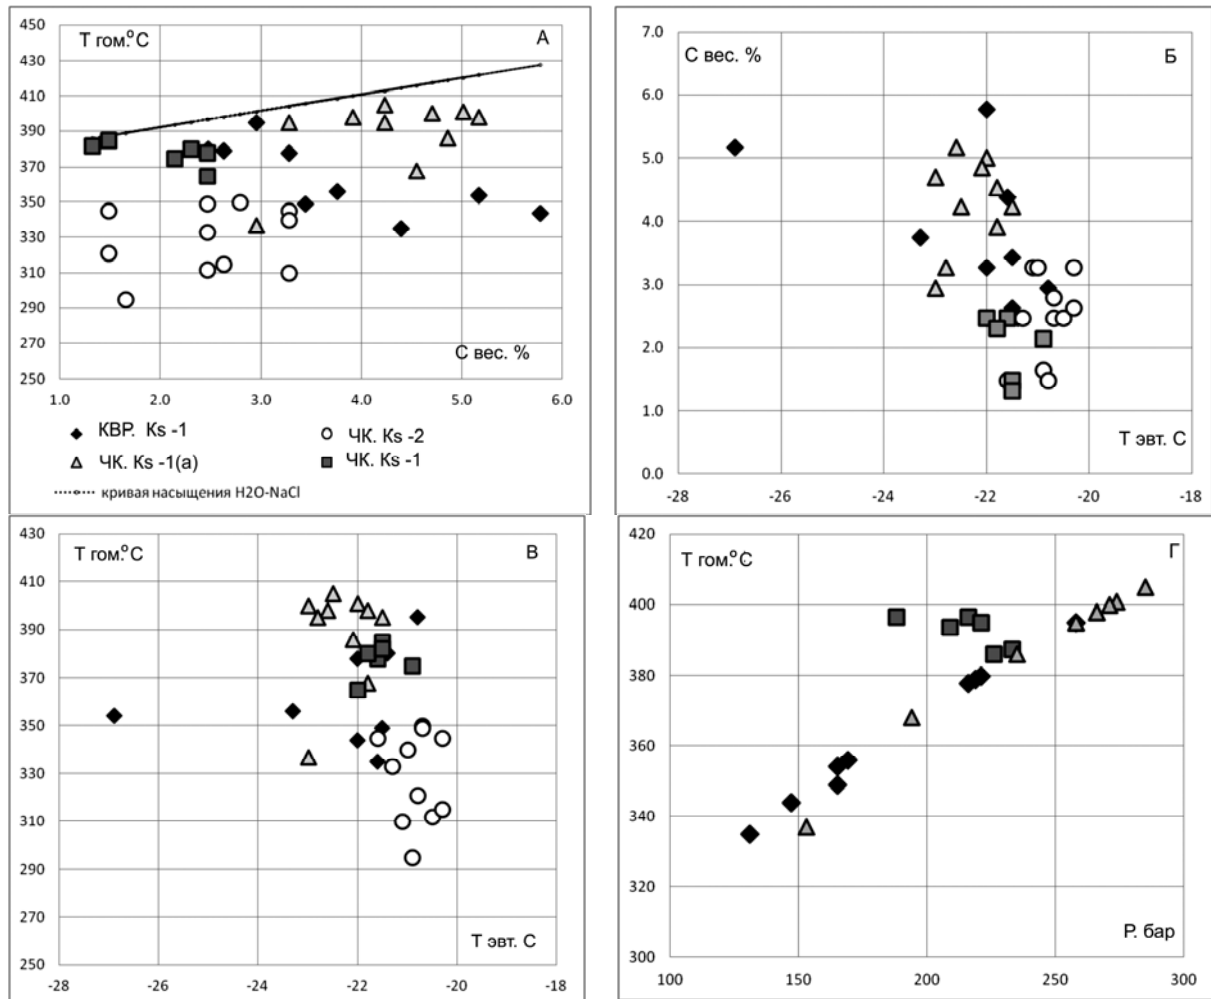 450
Т гом.°С
А
430
410
390
370
350
330
310
290
270
С вес. %
250
1.0 2.0 3.0 4.0 5.0 6.0
КВР. Ks -1
ЧК. Ks -2
ЧК. Ks -1(а)
ЧК. Ks -1
кривая насыщения H2O-NaCl
7.0
С вес. %
Б
6.0
5.0
4.0
3.0
2.0
1.0
Т эвт. С
0.0
-28 -26 -24 -22 -20 -18
430
Т гом.°С
В
410
390
370
350
330
310
290
270
Т эвт. С
250
-28 -26 -24 -22 -20 -18
420
Т гом.°С
Г
400
380
360
340
320
Р. бар
300
100 150 200 250 300